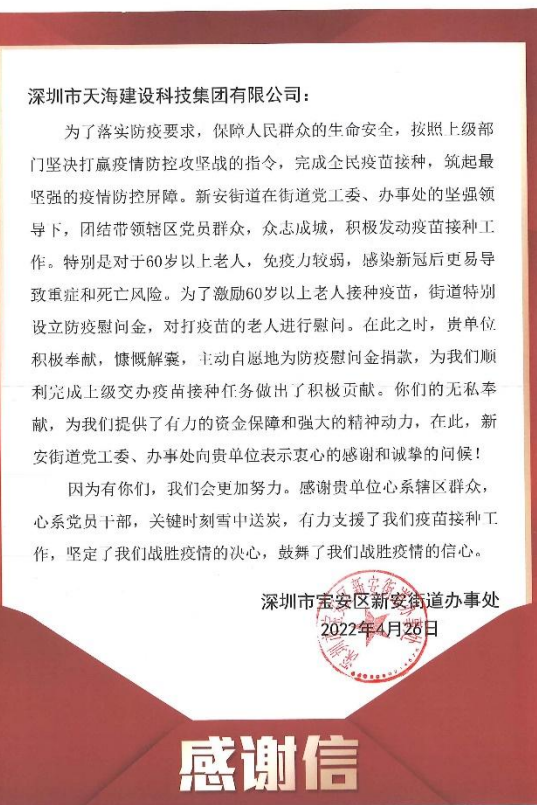 深圳市天海建设科技集团有限公司：
为了落实防疫要求，保障人民群众的生命安全，按照上级部
门坚决打赢疫情防控攻坚战的指令，完成全民疫苗接种，筑起最
坚强的疫情防控屏障。新安街道在街道党工委、办事处的坚强领
导下，团结带领辖区党员群众，众志成城，积极发动疫苗接种工
作。特别是对于60岁以上老人，免疫力较弱，感染新冠后更易导
致重症和死亡风险。为了激励60岁以上老人接种疫苗，街道特别
设立防疫慰问金，对打疫苗的老人进行慰问。在此之时，贵单位
积极奉献，慷慨解囊，主动自愿地为防疫慰问金捐款，为我们顺
利完成上级交办疫苗接种任务做出了积极贡献。你们的无私奉
献，为我们提供了有力的资金保障和强大的精神动力，在此，新
安街道党工委、办事处向贵单位表示衷心的感谢和诚挚的问候！
因为有你们，我们会更加努力。感谢贵单位心系辖区群众，
心系党员干部，关键时刻雪中送炭，有力支援了我们疫苗接种工
作，坚定了我们战胜疫情的决心，鼓舞了我们战胜疫情的信心。
深圳市宝安区新安街道办事处
2022年4月26日
深圳市宝安区新安街道办事处
感谢信